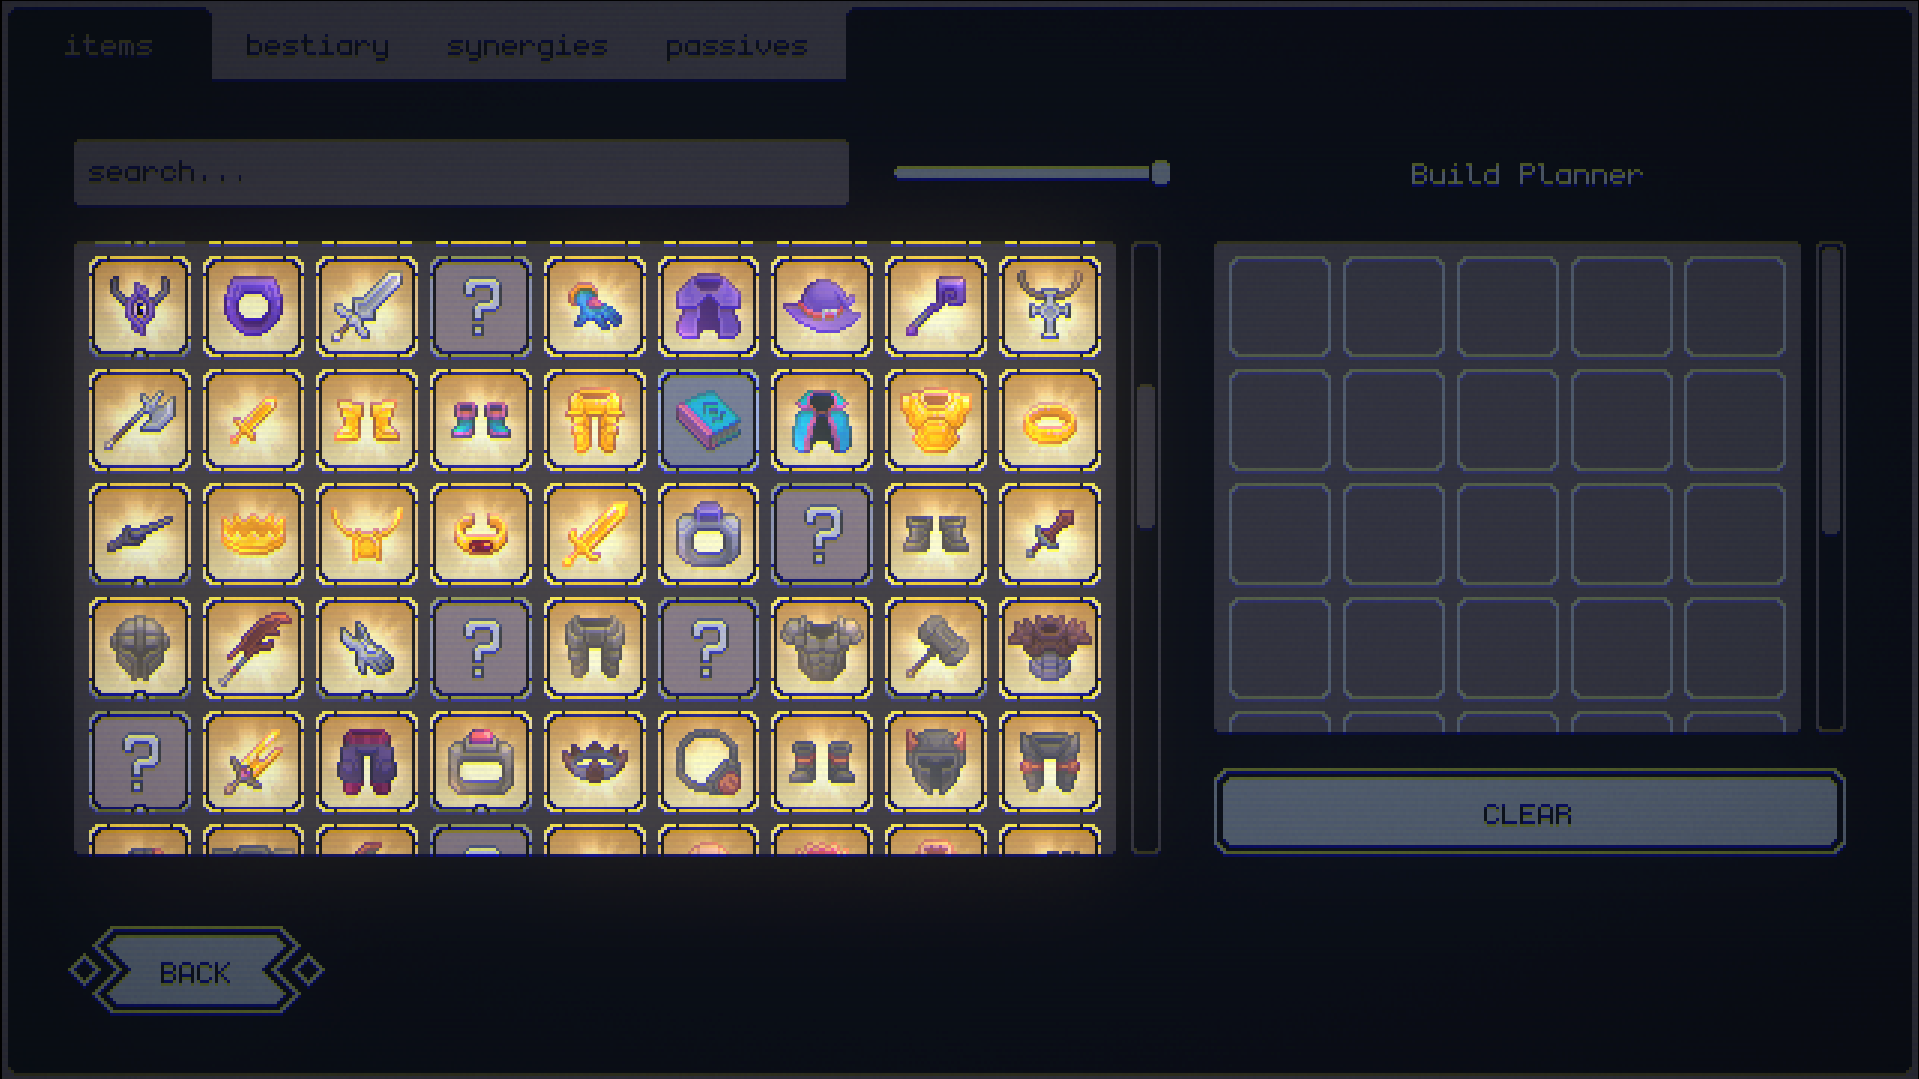 items bestiary synergies passives
search...
Build Planner
? 
?
? ?
?
CLEAR
BACK